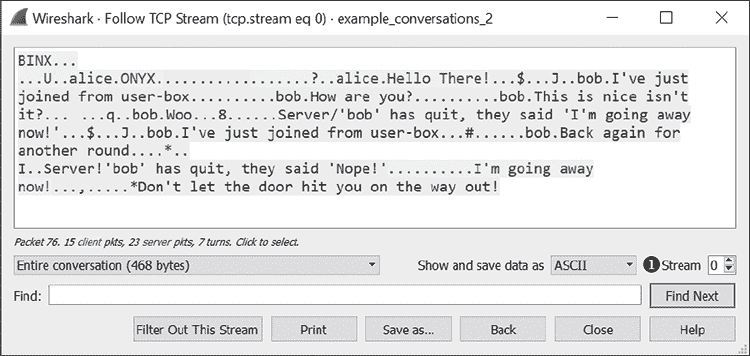 Wireshark · Follow TCP Stream (tcp.stream eq 0) · example_conversations_2
BINX...
...U..alice.ONYX.................?..alice.Hello There!...$...J..bob.I've just
joined from user-box..........bob.How are you?..........bob.This is nice isn't
it?... ...q..bob.Woo...8......Server/'bob' has quit, they said 'I'm going away
now!'...$...J..bob.I've just joined from user-box...#......bob.Back again for
another round....*..
I..Server!'bob' has quit, they said 'Nope!'..........I'm going away
now!...,.....*Don't let the door hit you on the way out!
Packet 76. 15 client pkts, 23 server pkts, 7 turns. Click to select.
Entire conversation (468 bytes) Show and save data as ASCII ❶ Stream 0
Find: Find Next
Filter Out This Stream Print Save as... Back Close Help